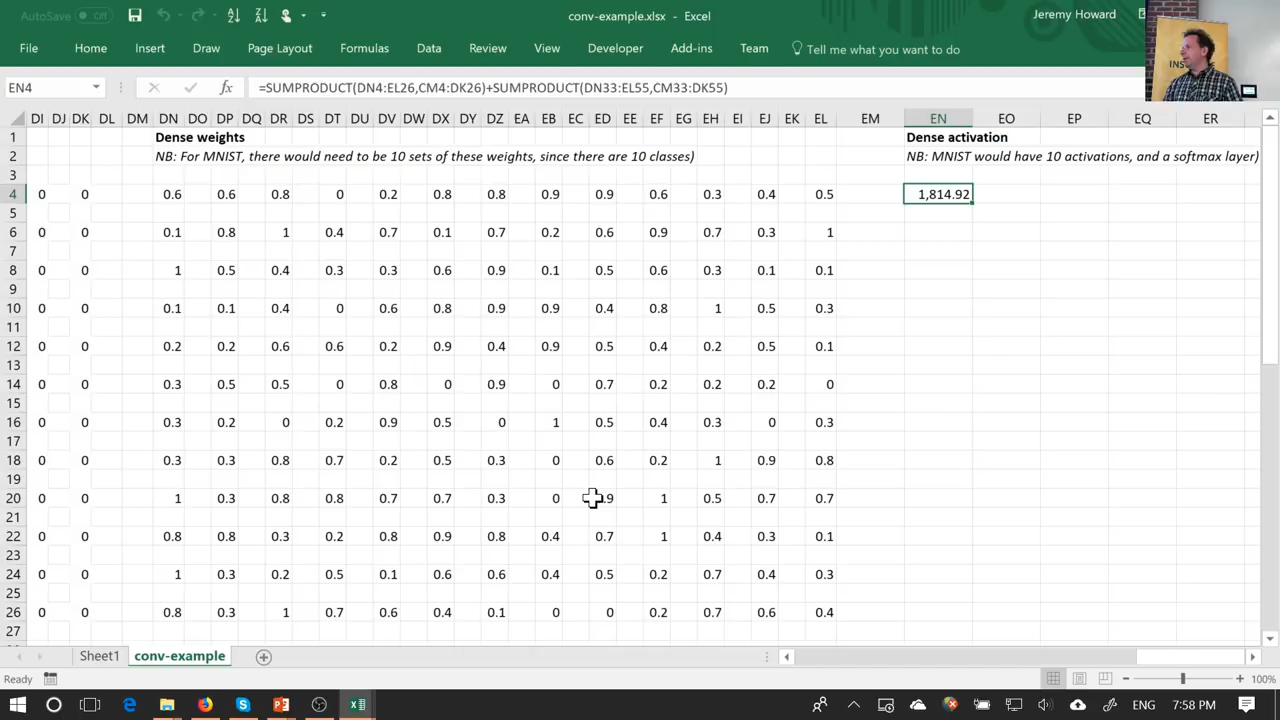 AutoSave Off conv-example.xlsx - Excel Jeremy Howard
File Home Insert Draw Page Layout Formulas Data Review View Developer Add-ins Team Tell me what you want to do
EN4 fx =SUMPRODUCT(DN4:EL26,CM4:DK26)+SUMPRODUCT(DN33:EL55,CM33:DK55)
DI DJ DK DL DM DN DO DP DQ DR DS DT DU DV DW DX DY DZ EA EB EC ED EE EF EG EH EI EJ EK EL EM EN EO EP EQ ER
1 Dense weights Dense activation
2 NB: For MNIST, there would need to be 10 sets of these weights, since there are 10 classes) NB: MNIST would have 10 activations, and a softmax layer)
3
4 0 0 0.6 0.6 0.8 0 0.2 0.8 0.8 0.9 0.9 0.6 0.3 0.4 0.5 1,814.92
5
6 0 0 0.1 0.8 1 0.4 0.7 0.1 0.7 0.2 0.6 0.9 0.7 0.3 1
7
8 0 0 1 0.5 0.4 0.3 0.3 0.6 0.9 0.1 0.5 0.6 0.3 0.1 0.1
9
10 0 0 0.1 0.1 0.4 0 0.6 0.8 0.9 0.9 0.4 0.8 1 0.5 0.3
11
12 0 0 0.2 0.2 0.6 0.6 0.2 0.9 0.4 0.9 0.5 0.4 0.2 0.5 0.1
13
14 0 0 0.3 0.5 0.5 0 0.8 0 0.9 0 0.7 0.2 0.2 0.2 0
15
16 0 0 0.3 0.2 0 0.2 0.9 0.5 0 1 0.5 0.4 0.3 0 0.3
17
18 0 0 0.3 0.3 0.8 0.7 0.2 0.5 0.3 0 0.6 0.2 1 0.9 0.8
19
20 0 0 1 0.3 0.8 0.8 0.7 0.7 0.3 0 .9 1 0.5 0.7 0.7
21
22 0 0 0.8 0.8 0.3 0.2 0.8 0.9 0.8 0.4 0.7 1 0.4 0.3 0.1
23
24 0 0 1 0.3 0.2 0.5 0.1 0.6 0.6 0.4 0.5 0.2 0.7 0.4 0.3
25
26 0 0 0.8 0.3 1 0.7 0.6 0.4 0.1 0 0 0.2 0.7 0.6 0.4
27
Sheet1 conv-example
Ready 100%
ENG 7:58 PM